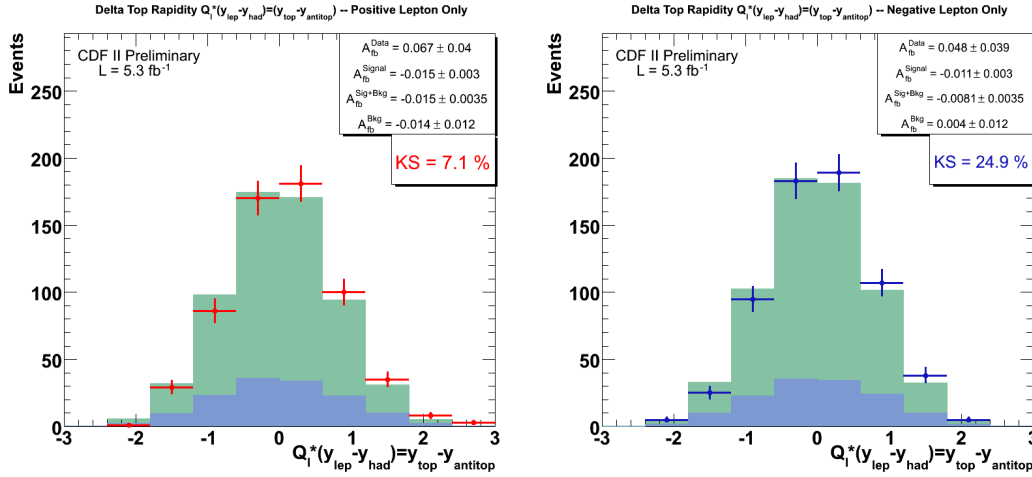 Delta Top Rapidity Q_l*(y_lep-y_had)=(y_top-y_antitop) -- Positive Lepton Only
Events
CDF II Preliminary
L = 5.3 fb⁻¹
A_fb^Data = 0.067 ± 0.04
A_fb^Signal = -0.015 ± 0.003
A_fb^Sig+Bkg = -0.015 ± 0.0035
A_fb^Bkg = -0.014 ± 0.012
KS = 7.1 %
250
200
150
100
50
0
-3 -2 -1 0 1 2 3
Q_l*(y_lep-y_had)=y_top-y_antitop
Delta Top Rapidity Q_l*(y_lep-y_had)=(y_top-y_antitop) -- Negative Lepton Only
Events
CDF II Preliminary
L = 5.3 fb⁻¹
A_fb^Data = 0.048 ± 0.039
A_fb^Signal = -0.011 ± 0.003
A_fb^Sig+Bkg = -0.0081 ± 0.0035
A_fb^Bkg = 0.004 ± 0.012
KS = 24.9 %
250
200
150
100
50
0
-3 -2 -1 0 1 2 3
Q_l*(y_lep-y_had)=y_top-y_antitop